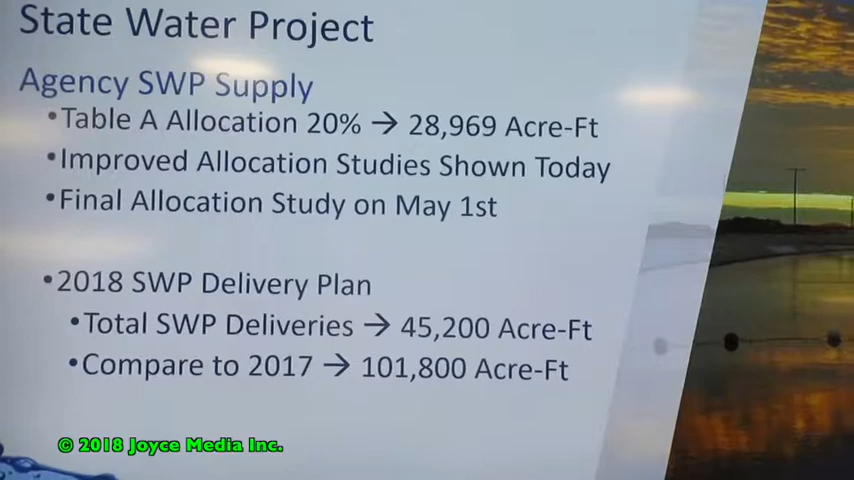 State Water Project
Agency SWP Supply
•Table A Allocation 20% → 28,969 Acre-Ft
•Improved Allocation Studies Shown Today
•Final Allocation Study on May 1st
•2018 SWP Delivery Plan
•Total SWP Deliveries → 45,200 Acre-Ft
•Compare to 2017 → 101,800 Acre-Ft
© 2018 Joyce Media Inc.